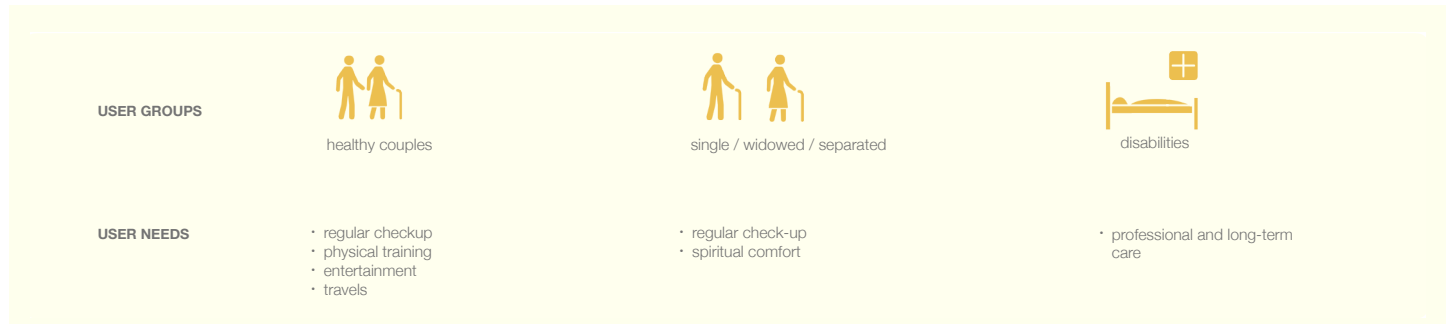 USER GROUPS
healthy couples
single / widowed / separated
disabilities
USER NEEDS
· regular checkup
· physical training
· entertainment
· travels
· regular check-up
· spiritual comfort
· professional and long-term
care